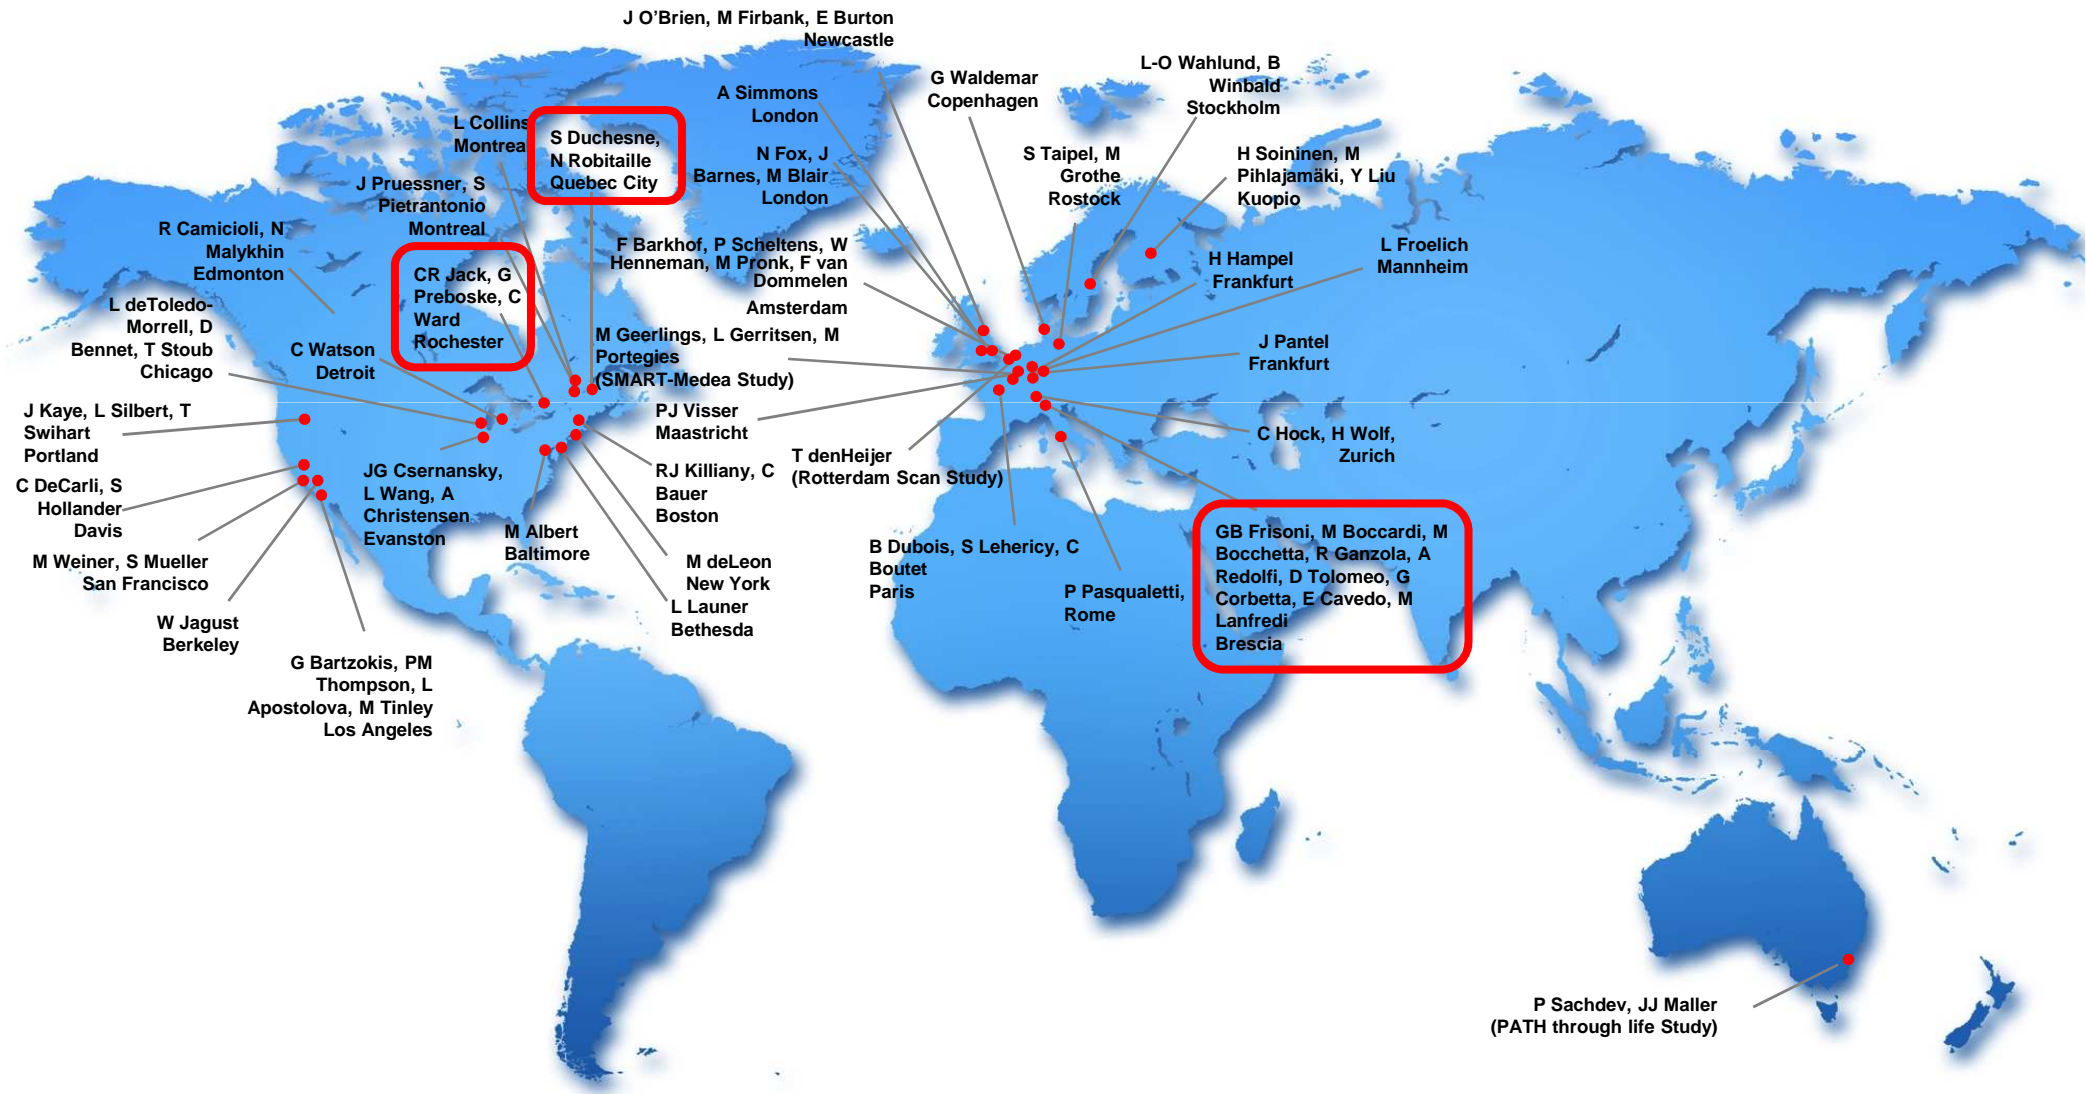 J O'Brien, M Firbank, E Burton
Newcastle
A Simmons
London
G Waldemar
Copenhagen
L-O Wahlund, B
Winbald
Stockholm
L Collins
Montreal
S Duchesne,
N Robitaille
Quebec City
N Fox, J
Barnes, M Blair
London
S Taipel, M
Grothe
Rostock
H Soininen, M
Pihlajamäki, Y Liu
Kuopio
J Pruessner, S
Pietrantonio
Montreal
R Camicioli, N
Malykhin
Edmonton
CR Jack, G
Preboske, C
Ward
Rochester
F Barkhof, P Scheltens, W
Henneman, M Pronk, F van
Dommelen
Amsterdam
H Hampel
Frankfurt
L Froelich
Mannheim
L deToledo-
Morrell, D
Bennet, T Stoub
Chicago
C Watson
Detroit
M Geerlings, L Gerritsen, M
Portegies
(SMART-Medea Study)
J Pantel
Frankfurt
J Kaye, L Silbert, T
Swihart
Portland
PJ Visser
Maastricht
C Hock, H Wolf,
Zurich
T denHeijer
(Rotterdam Scan Study)
C DeCarli, S
Hollander
Davis
JG Csernansky,
L Wang, A
Christensen
Evanston
RJ Killiany, C
Bauer
Boston
M Albert
Baltimore
M Weiner, S Mueller
San Francisco
M deLeon
New York
B Dubois, S Lehericy, C
Boutet
Paris
P Pasqualetti,
Rome
GB Frisoni, M Boccardi, M
Bocchetta, R Ganzola, A
Redolfi, D Tolomeo, G
Corbetta, E Cavedo, M
Lanfredi
Brescia
W Jagust
Berkeley
L Launer
Bethesda
G Bartzokis, PM
Thompson, L
Apostolova, M Tinley
Los Angeles
P Sachdev, JJ Maller
(PATH through life Study)